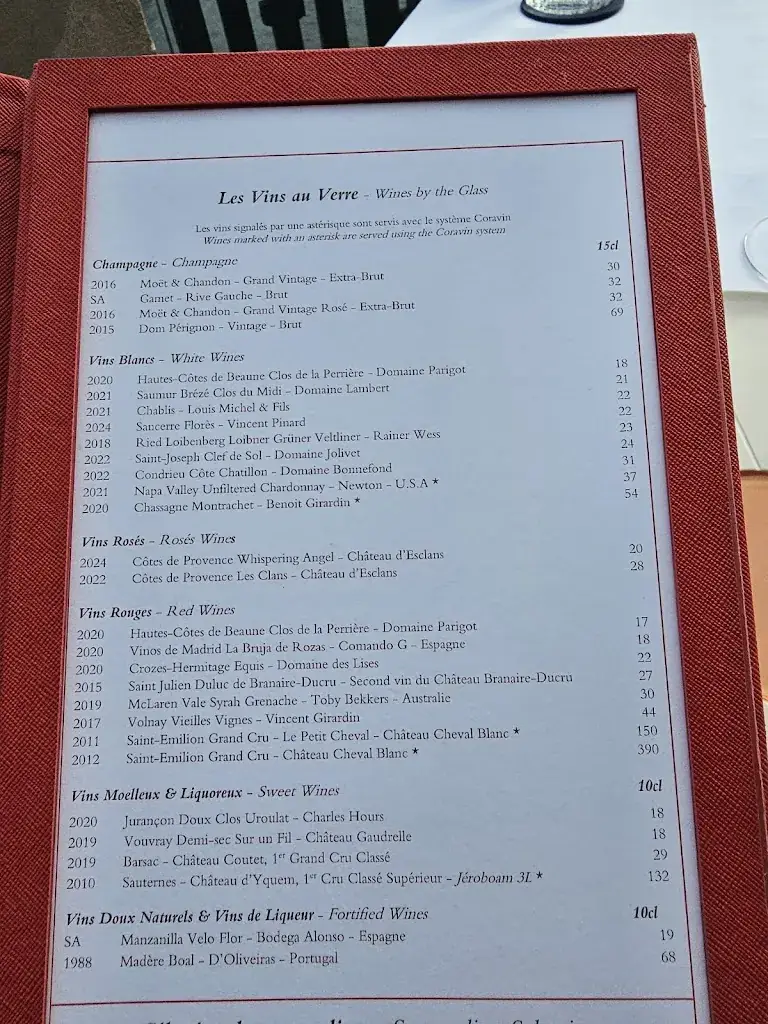 Les Vins au Verre - Wines by the Glass
Les vins signalés par une astérisque sont servis avec le système Coravin
Wines marked with an asterisk are served using the Coravin system
Champagne - Champagne 15cl
2016 Moët & Chandon - Grand Vintage - Extra-Brut 30
SA Gamet - Rive Gauche - Brut 32
2016 Moët & Chandon - Grand Vintage Rosé - Extra-Brut 32
2015 Dom Pérignon - Vintage - Brut 69
Vins Blancs - White Wines
2020 Hautes-Côtes de Beaune Clos de la Perrière - Domaine Parigot 18
2021 Saumur Brézé Clos du Midi - Domaine Lambert 21
2021 Chablis - Louis Michel & Fils 22
2024 Sancerre Florès - Vincent Pinard 22
2018 Ried Loibenberg Loibner Grüner Veltliner - Rainer Wess 23
2022 Saint-Joseph Clef de Sol - Domaine Jolivet 24
2022 Condrieu Côte Chatillon - Domaine Bonnefond 31
2021 Napa Valley Unfiltered Chardonnay - Newton - U.S.A * 37
2020 Chassagne Montrachet - Benoit Girardin * 54
Vins Rosés - Rosés Wines
2024 Côtes de Provence Whispering Angel - Château d'Esclans 20
2022 Côtes de Provence Les Clans - Château d'Esclans 28
Vins Rouges - Red Wines
2020 Hautes-Côtes de Beaune Clos de la Perrière - Domaine Parigot 17
2020 Vinos de Madrid La Bruja de Rozas - Comando G - Espagne 18
2020 Crozes-Hermitage Equis - Domaine des Lises 22
2015 Saint Julien Duluc de Branaire-Ducru - Second vin du Château Branaire-Ducru 27
2019 McLaren Vale Syrah Grenache - Toby Bekkers - Australie 30
2017 Volnay Vieilles Vignes - Vincent Girardin 44
2011 Saint-Emilion Grand Cru - Le Petit Cheval - Château Cheval Blanc * 150
2012 Saint-Emilion Grand Cru - Château Cheval Blanc * 390
Vins Moelleux & Liquoreux - Sweet Wines 10cl
2020 Jurançon Doux Clos Uroulat - Charles Hours 18
2019 Vouvray Demi-sec Sur un Fil - Château Gaudrelle 18
2019 Barsac - Château Coutet, 1er Grand Cru Classé 29
2010 Sauternes - Château d'Yquem, 1er Cru Classé Supérieur - Jéroboam 3L * 132
Vins Doux Naturels & Vins de Liqueur - Fortified Wines 10cl
SA Manzanilla Velo Flor - Bodega Alonso - Espagne 19
1988 Madère Boal - D'Oliveiras - Portugal 68